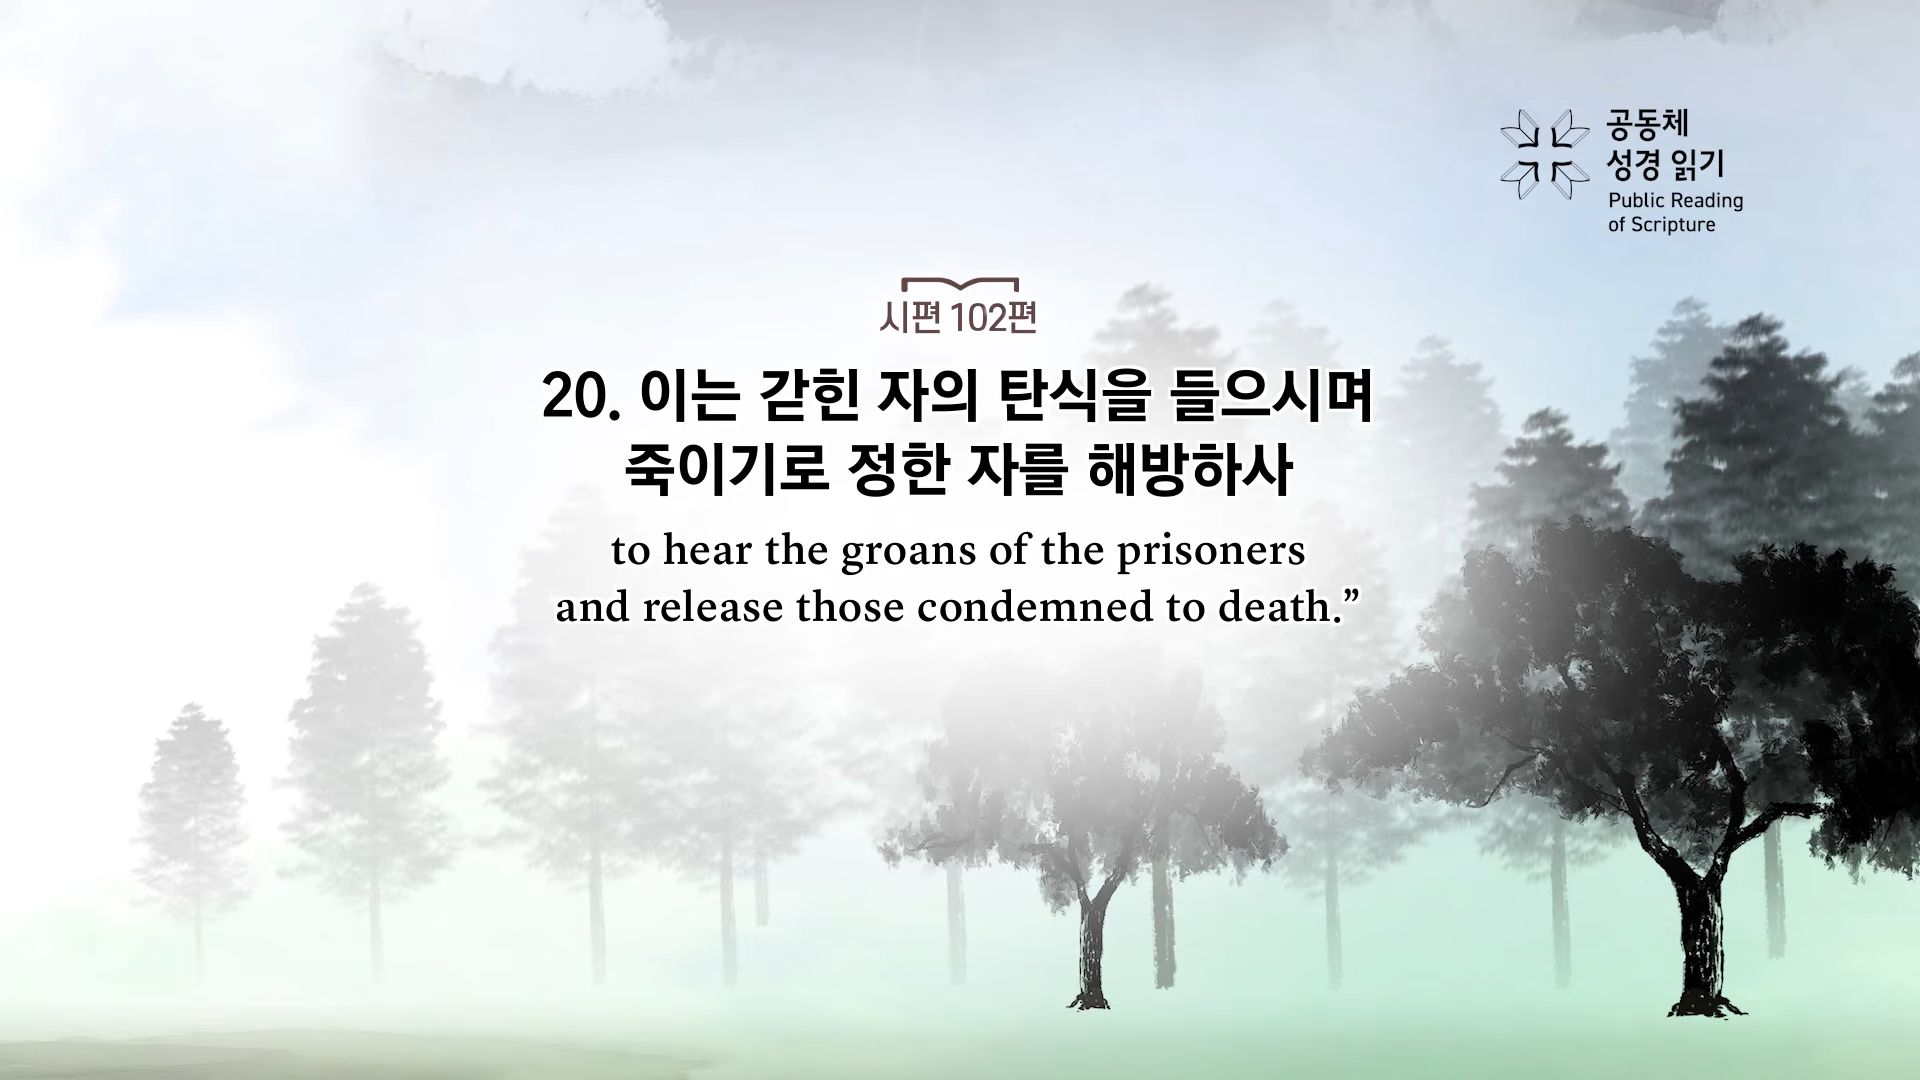 공동체
성경 읽기
Public Reading
of Scripture
시편 102편
20. 이는 갇힌 자의 탄식을 들으시며
죽이기로 정한 자를 해방하사
to hear the groans of the prisoners
and release those condemned to death.”